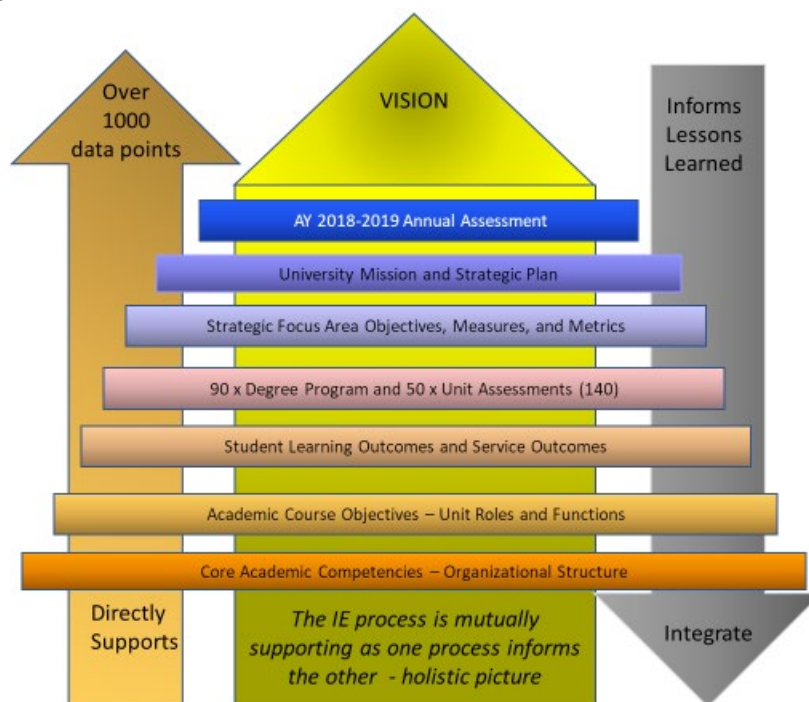 Over
1000
data points
VISION
Informs
Lessons
Learned
AY 2018-2019 Annual Assessment
University Mission and Strategic Plan
Strategic Focus Area Objectives, Measures, and Metrics
90 x Degree Program and 50 x Unit Assessments (140)
Student Learning Outcomes and Service Outcomes
Academic Course Objectives – Unit Roles and Functions
Core Academic Competencies – Organizational Structure
Directly
Supports
The IE process is mutually
supporting as one process informs
the other - holistic picture
Integrate